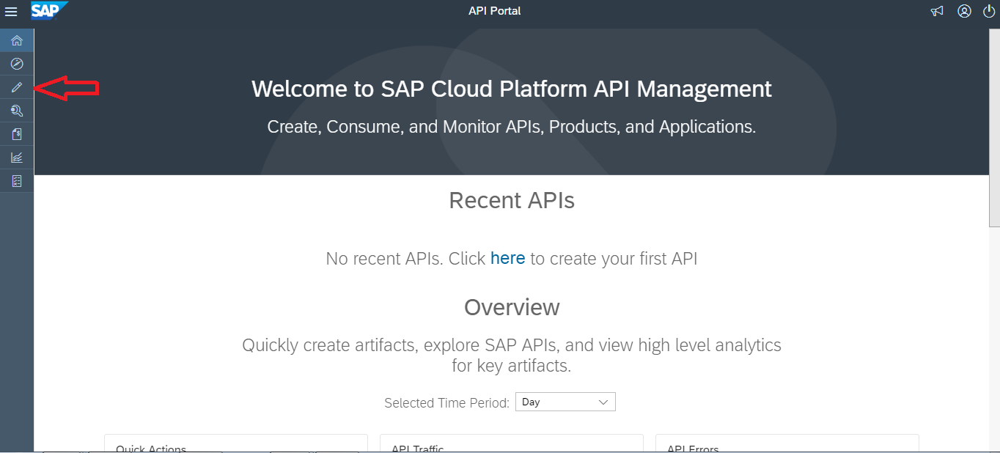 SAP
API Portal
Welcome to SAP Cloud Platform API Management
Create, Consume, and Monitor APIs, Products, and Applications.
Recent APIs
No recent APIs. Click here to create your first API
Overview
Quickly create artifacts, explore SAP APIs, and view high level analytics
for key artifacts.
Selected Time Period: Day
Quick Actions
API Traffic
API Errors